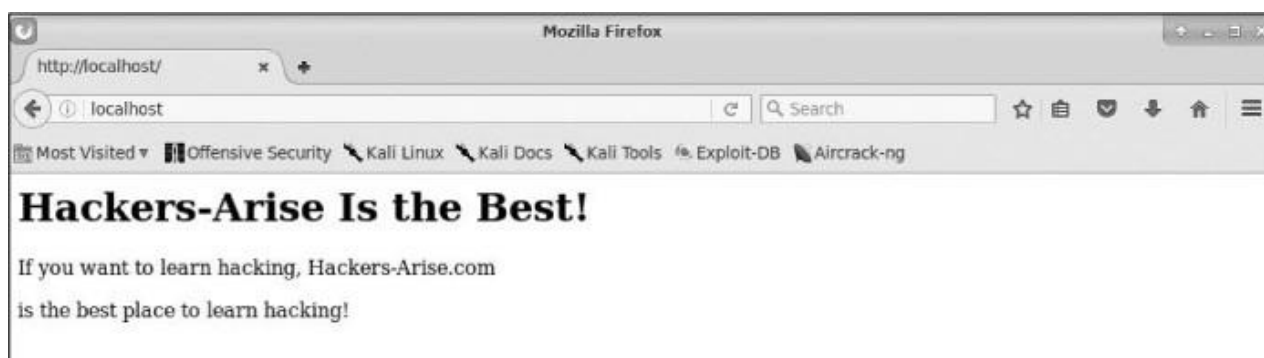 Mozilla Firefox
http://localhost/
localhost
Search
Most Visited Offensive Security Kali Linux Kali Docs Kali Tools Exploit-DB Aircrack-ng
Hackers-Arise Is the Best!
If you want to learn hacking, Hackers-Arise.com
is the best place to learn hacking!